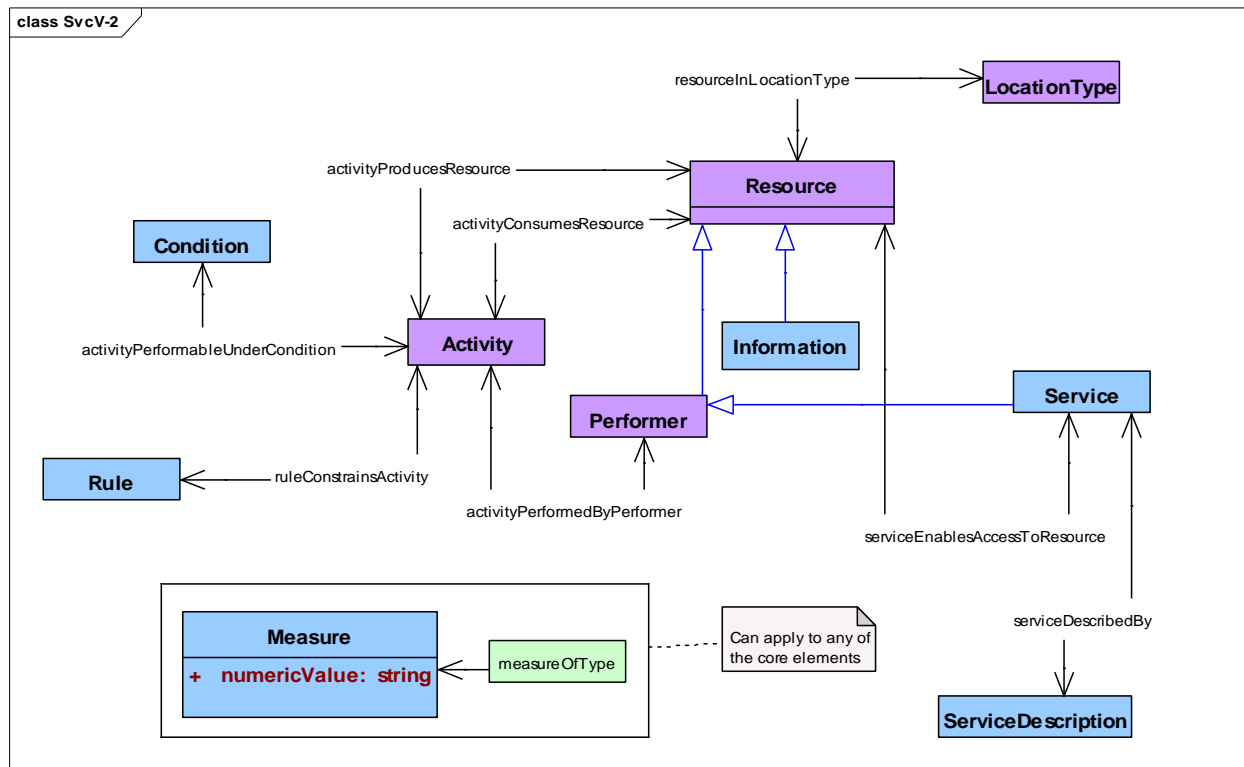 class SvcV-2
resourceInLocationType
LocationType
activityProducesResource
Resource
activityConsumesResource
Condition
activityPerformableUnderCondition
Activity
Information
Service
Performer
Rule
ruleConstrainsActivity
activityPerformedByPerformer
serviceEnablesAccessToResource
Measure
+ numericValue: string
measureOfType
Can apply to any of
the core elements
serviceDescribedBy
ServiceDescription